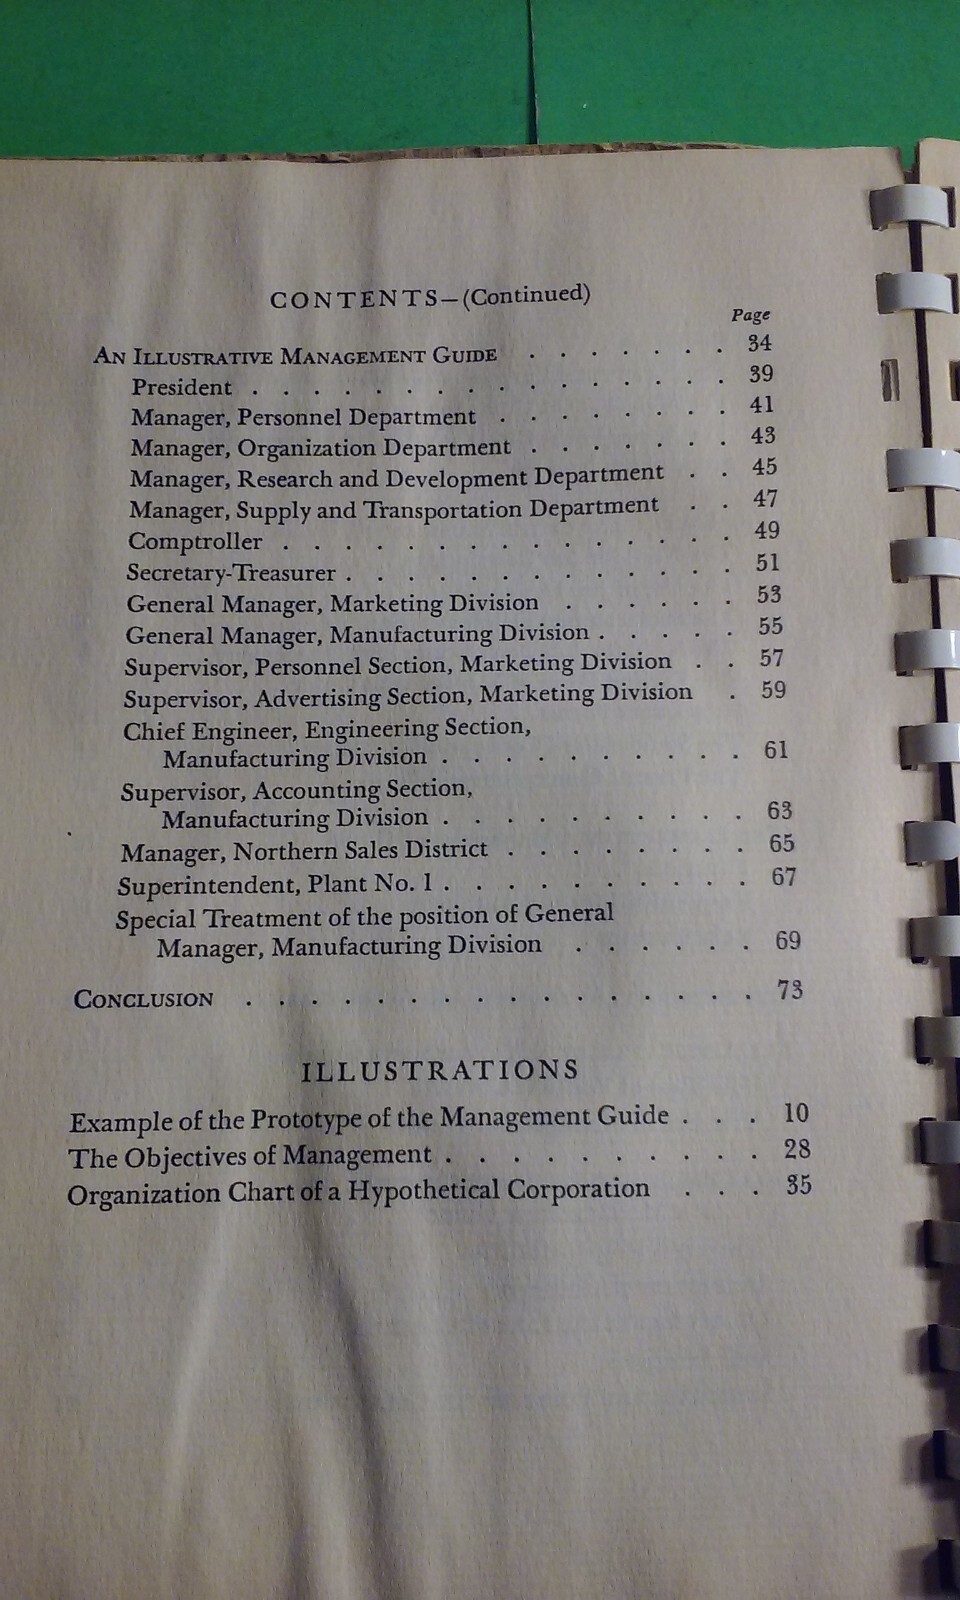 CONTENTS—(Continued)
Page
AN ILLUSTRATIVE MANAGEMENT GUIDE . . . . . . . 34
President . . . . . . . . . . . . . . . . 39
Manager, Personnel Department . . . . . . . . 41
Manager, Organization Department . . . . . . . 43
Manager, Research and Development Department . . 45
Manager, Supply and Transportation Department . . 47
Comptroller . . . . . . . . . . . . . . . 49
Secretary-Treasurer . . . . . . . . . . . . . 51
General Manager, Marketing Division . . . . . . 53
General Manager, Manufacturing Division . . . . . 55
Supervisor, Personnel Section, Marketing Division . . 57
Supervisor, Advertising Section, Marketing Division . 59
Chief Engineer, Engineering Section,
Manufacturing Division . . . . . . . . . . 61
Supervisor, Accounting Section,
Manufacturing Division . . . . . . . . . . 63
Manager, Northern Sales District . . . . . . . . 65
Superintendent, Plant No. 1 . . . . . . . . . . 67
Special Treatment of the position of General
Manager, Manufacturing Division . . . . . . 69
CONCLUSION . . . . . . . . . . . . . . . . 73
ILLUSTRATIONS
Example of the Prototype of the Management Guide . . . 10
The Objectives of Management . . . . . . . . . . 28
Organization Chart of a Hypothetical Corporation . . . 35